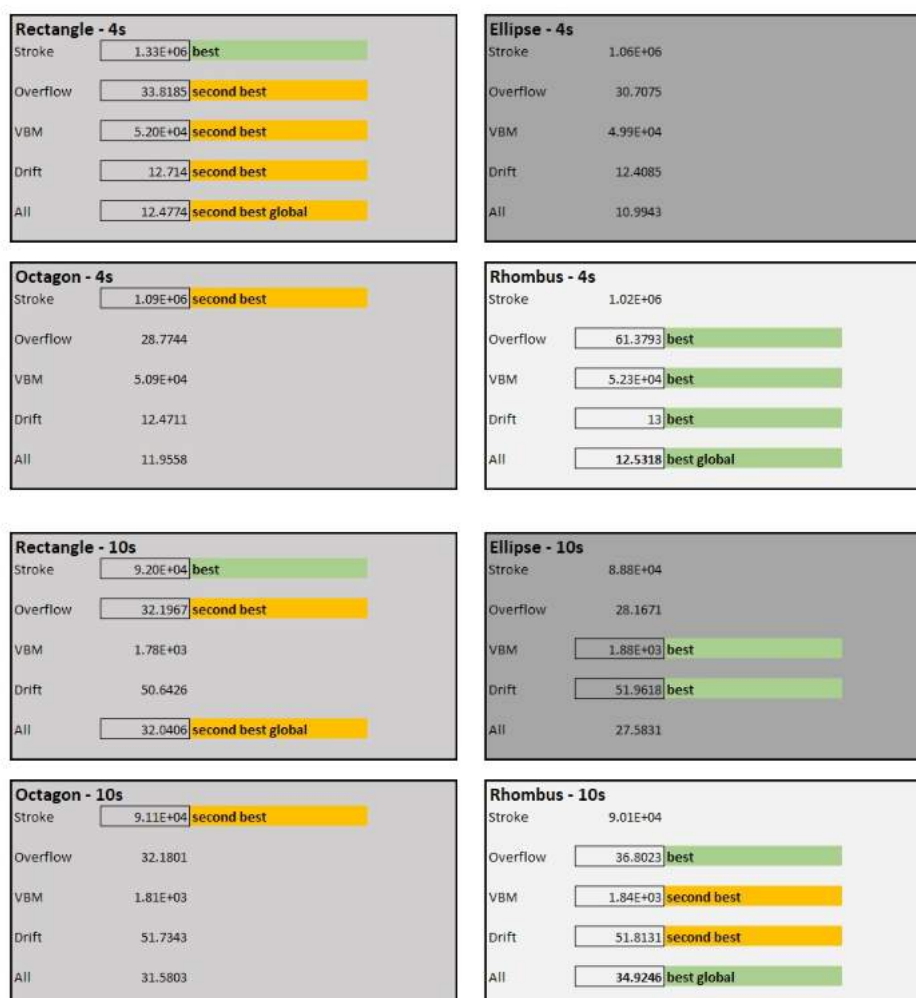 Rectangle - 4s
Stroke 1.33E+06 best
Overflow 33.8185 second best
VBM 5.20E+04 second best
Drift 12.714 second best
All 12.4774 second best global
Ellipse - 4s
Stroke 1.06E+06
Overflow 30.7075
VBM 4.99E+04
Drift 12.4085
All 10.9943
Octagon - 4s
Stroke 1.09E+06 second best
Overflow 28.7744
VBM 5.09E+04
Drift 12.4711
All 11.9558
Rhombus - 4s
Stroke 1.02E+06
Overflow 61.3793 best
VBM 5.23E+04 best
Drift 13 best
All 12.5318 best global
Rectangle - 10s
Stroke 9.20E+04 best
Overflow 32.1967 second best
VBM 1.78E+03
Drift 50.6426
All 32.0406 second best global
Ellipse - 10s
Stroke 8.88E+04
Overflow 28.1671
VBM 1.88E+03 best
Drift 51.9618 best
All 27.5831
Octagon - 10s
Stroke 9.11E+04 second best
Overflow 32.1801
VBM 1.81E+03
Drift 51.7343
All 31.5803
Rhombus - 10s
Stroke 9.01E+04
Overflow 36.8023 best
VBM 1.84E+03 second best
Drift 51.8131 second best
All 34.9246 best global